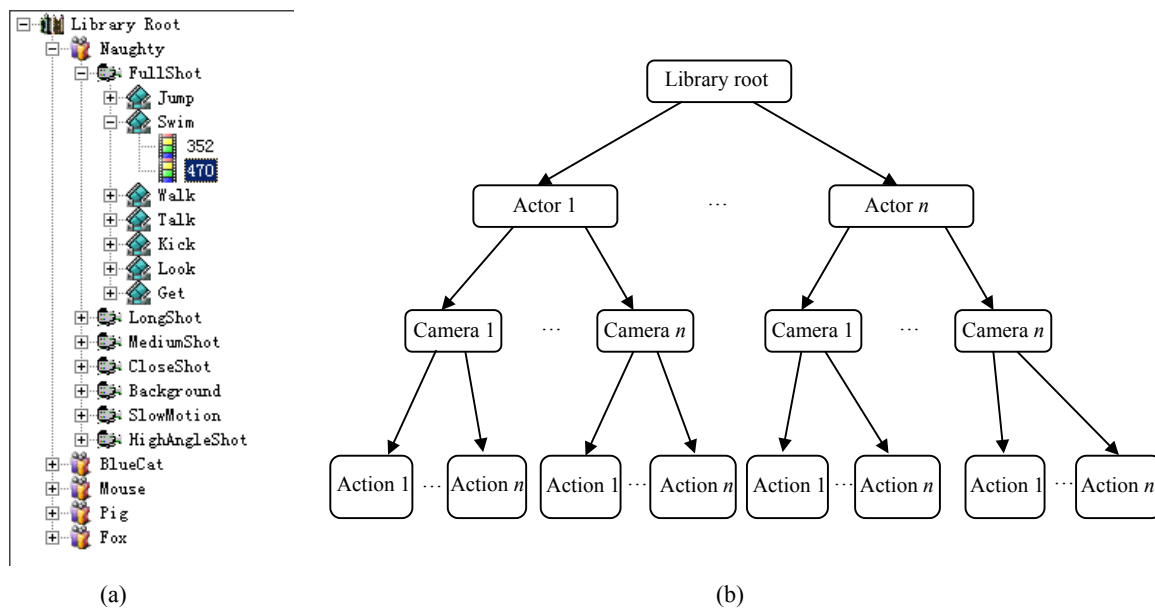 Library Root
Naughty
FullShot
Jump
Swim
352
470
Walk
Talk
Kick
Look
Get
LongShot
MediumShot
CloseShot
Background
SlowMotion
HighAngleShot
BlueCat
Mouse
Pig
Fox
(a)
Library root
Actor 1 ... Actor n
Camera 1 ... Camera n Camera 1 ... Camera n
Action 1 ... Action n Action 1 ... Action n Action 1 ... Action n Action 1 ... Action n
(b)